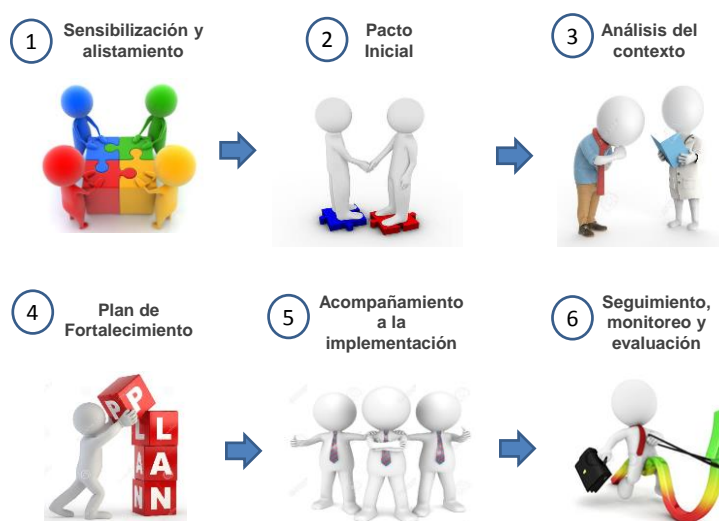 1
Sensibilización y
alistamiento
2
Pacto
Inicial
3
Análisis del
contexto
4
Plan de
Fortalecimiento
5
Acompañamiento
a la
implementación
6
Seguimiento,
monitoreo y
evaluación
P P
L L
A A
N N